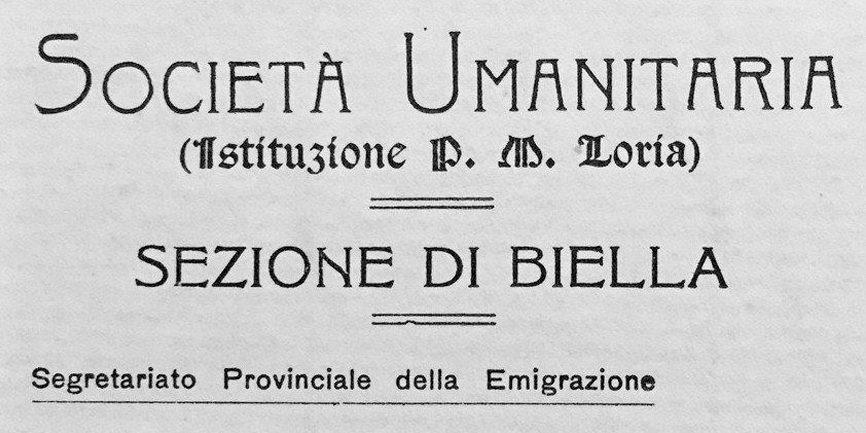 SOCIETÀ UMANITARIA
(Istituzione P. M. Loria)
SEZIONE DI BIELLA
Segretariato Provinciale della Emigrazione